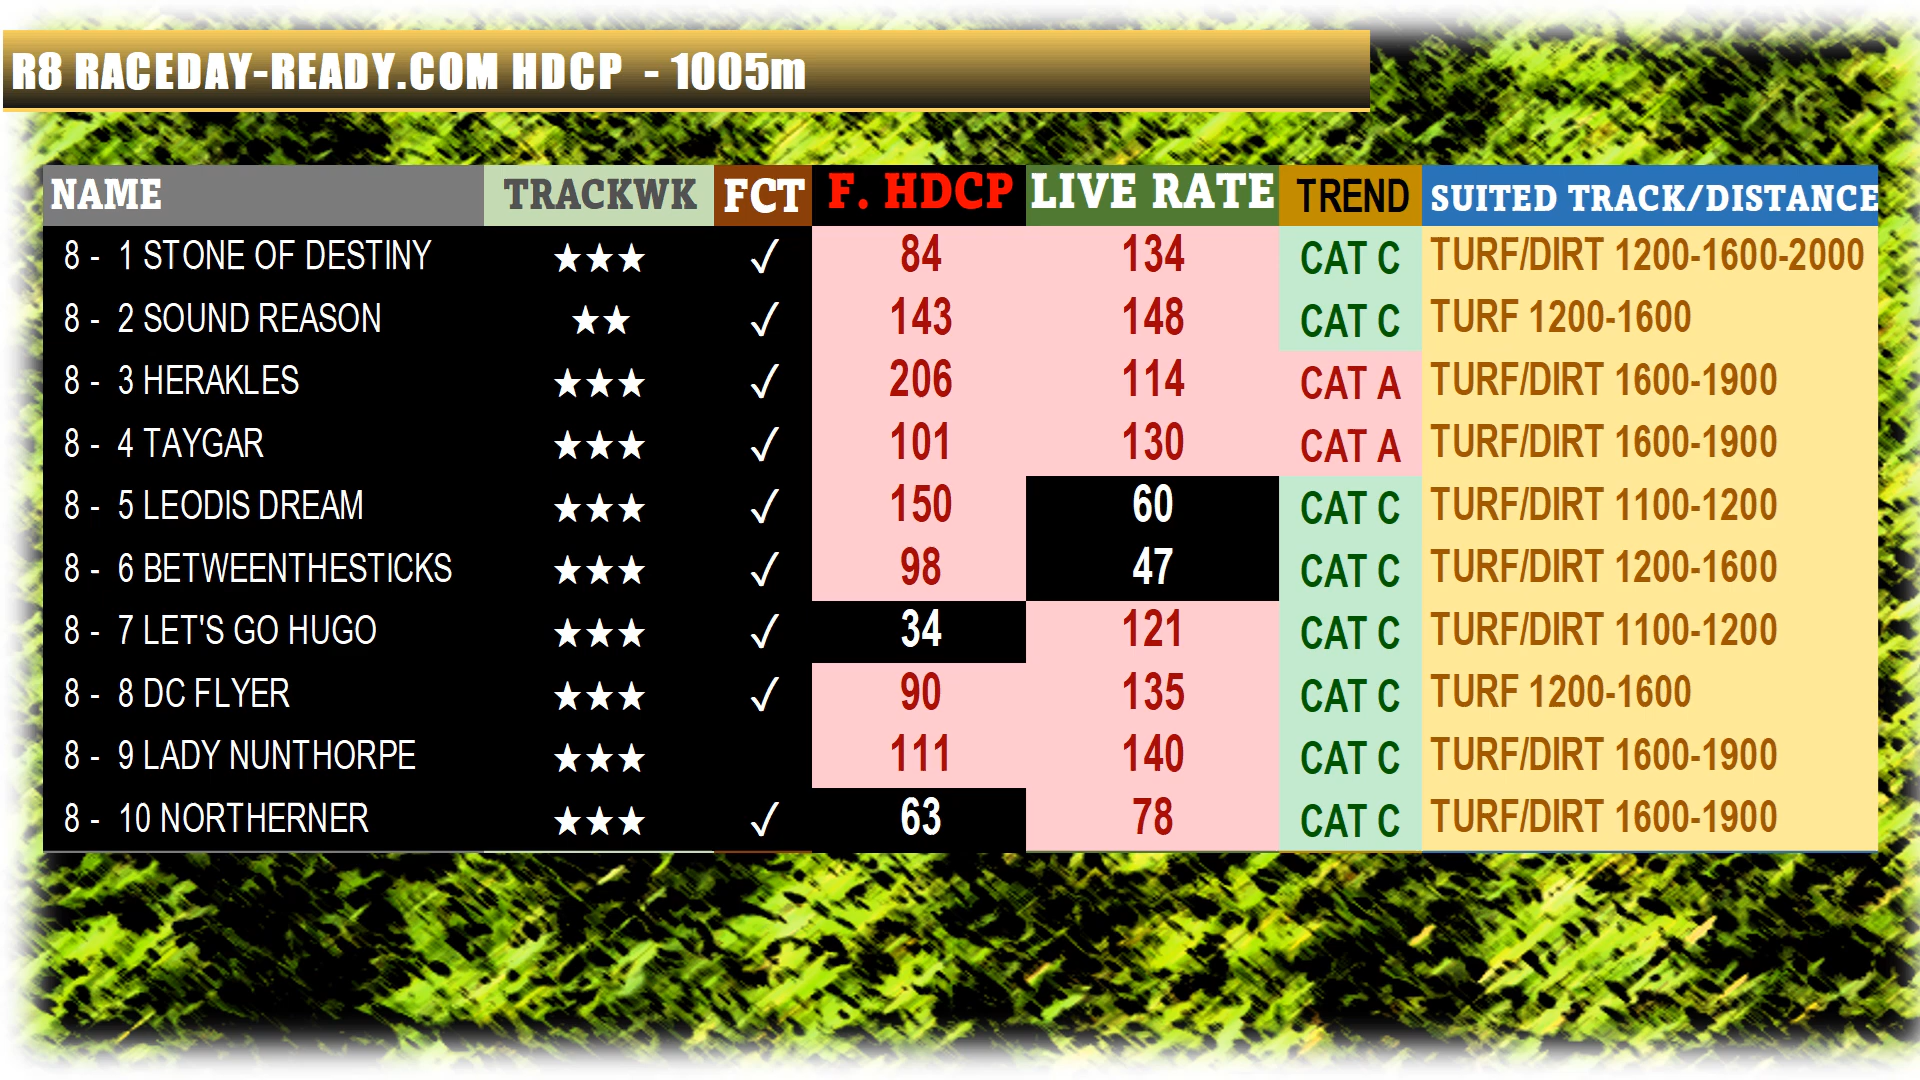 R8 RACEDAY-READY.COM HDCP - 1005m
NAME TRACKWK FCT F. HDCP LIVE RATE TREND SUITED TRACK/DISTANCE
8 - 1 STONE OF DESTINY ★★★ ✓ 84 134 CAT C TURF/DIRT 1200-1600-2000
8 - 2 SOUND REASON ★★ ✓ 143 148 CAT C TURF 1200-1600
8 - 3 HERAKLES ★★★ ✓ 206 114 CAT A TURF/DIRT 1600-1900
8 - 4 TAYGAR ★★★ ✓ 101 130 CAT A TURF/DIRT 1600-1900
8 - 5 LEODIS DREAM ★★★ ✓ 150 60 CAT C TURF/DIRT 1100-1200
8 - 6 BETWEENTHESTICKS ★★★ ✓ 98 47 CAT C TURF/DIRT 1200-1600
8 - 7 LET'S GO HUGO ★★★ ✓ 34 121 CAT C TURF/DIRT 1100-1200
8 - 8 DC FLYER ★★★ ✓ 90 135 CAT C TURF 1200-1600
8 - 9 LADY NUNTHORPE ★★★ 111 140 CAT C TURF/DIRT 1600-1900
8 - 10 NORTHERNER ★★★ ✓ 63 78 CAT C TURF/DIRT 1600-1900